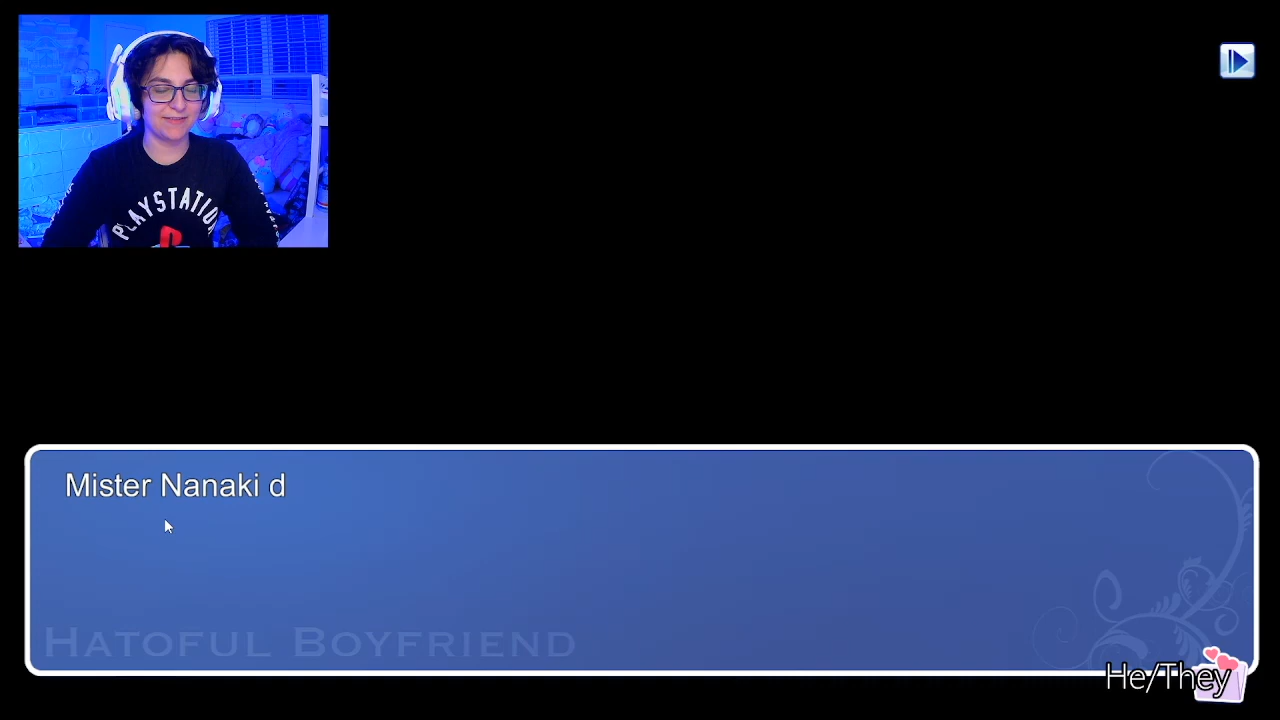 PLAYSTATION
Mister Nanaki d
HATOFUL BOYFRIEND
He/They